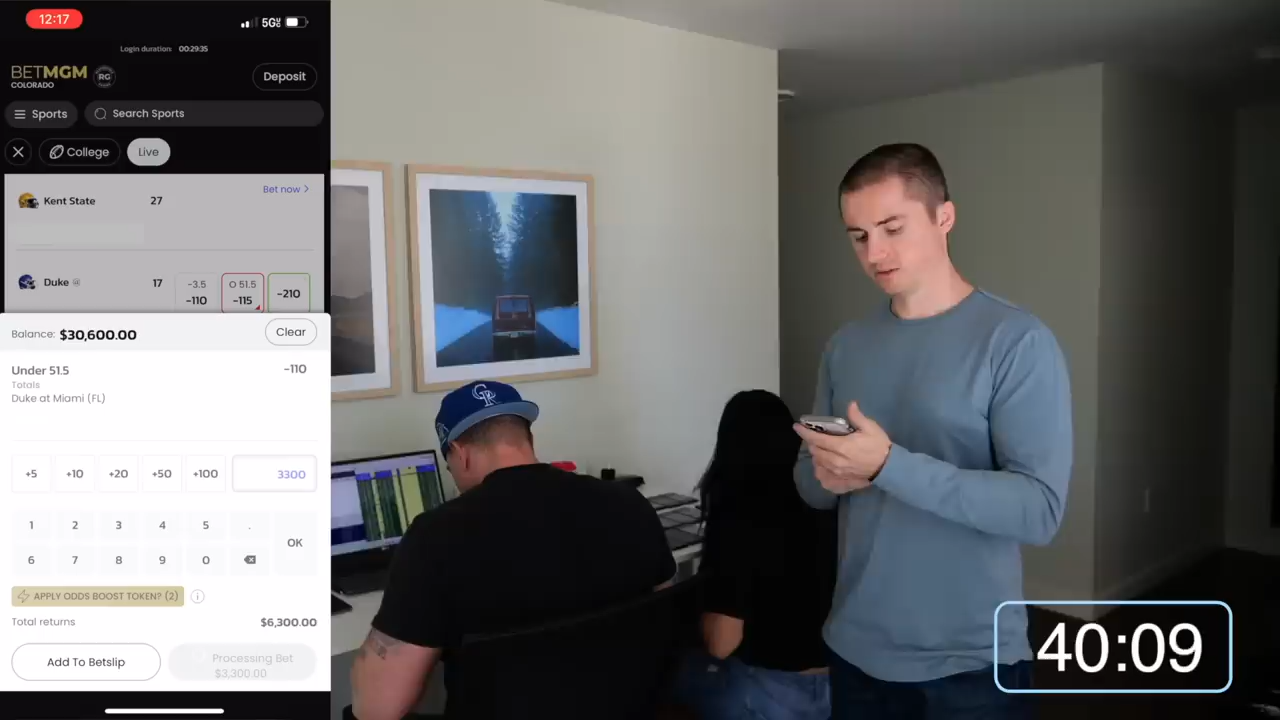 12:17
5G
Login duration: 00:29:35
BETMGM
COLORADO
RG
Deposit
Sports
Search Sports
College
Live
Kent State 27
Bet now >
Duke 17
-3.5
-110
O 51.5
-115
-210
Balance: $30,600.00
Clear
Under 51.5 -110
Totals
Duke at Miami (FL)
+5 +10 +20 +50 +100 3300
1 2 3 4 5 .
OK
6 7 8 9 0
APPLY ODDS BOOST TOKEN? (2)
Total returns $6,300.00
Add To Betslip
Processing Bet
$3,300.00
CR
40:09